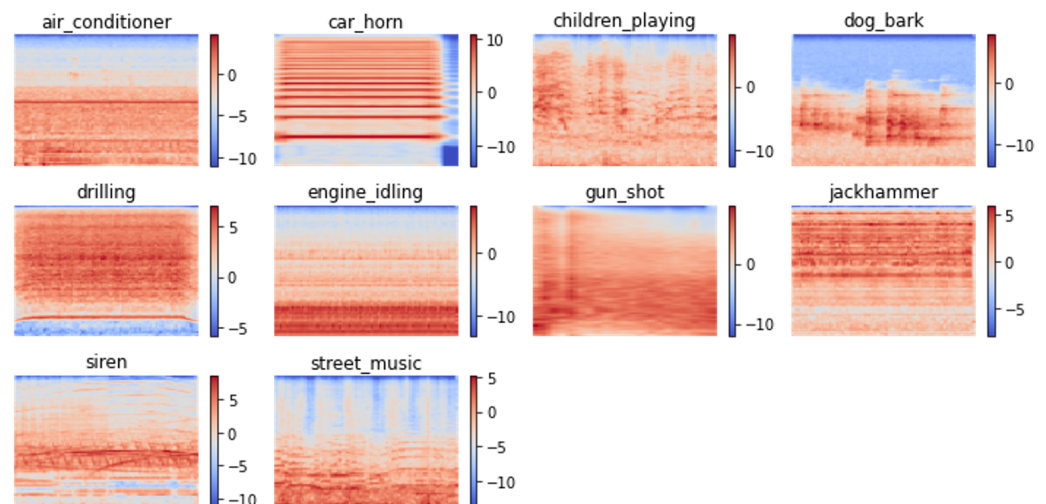 air_conditioner car_horn children_playing dog_bark
0 −5 −10 10 0 −10 0 −10 0 −10
drilling engine_idling gun_shot jackhammer
5 0 −5 0 −10 0 −10 5 0 −5
siren street_music
5 0 −5 −10 5 0 −5 −10